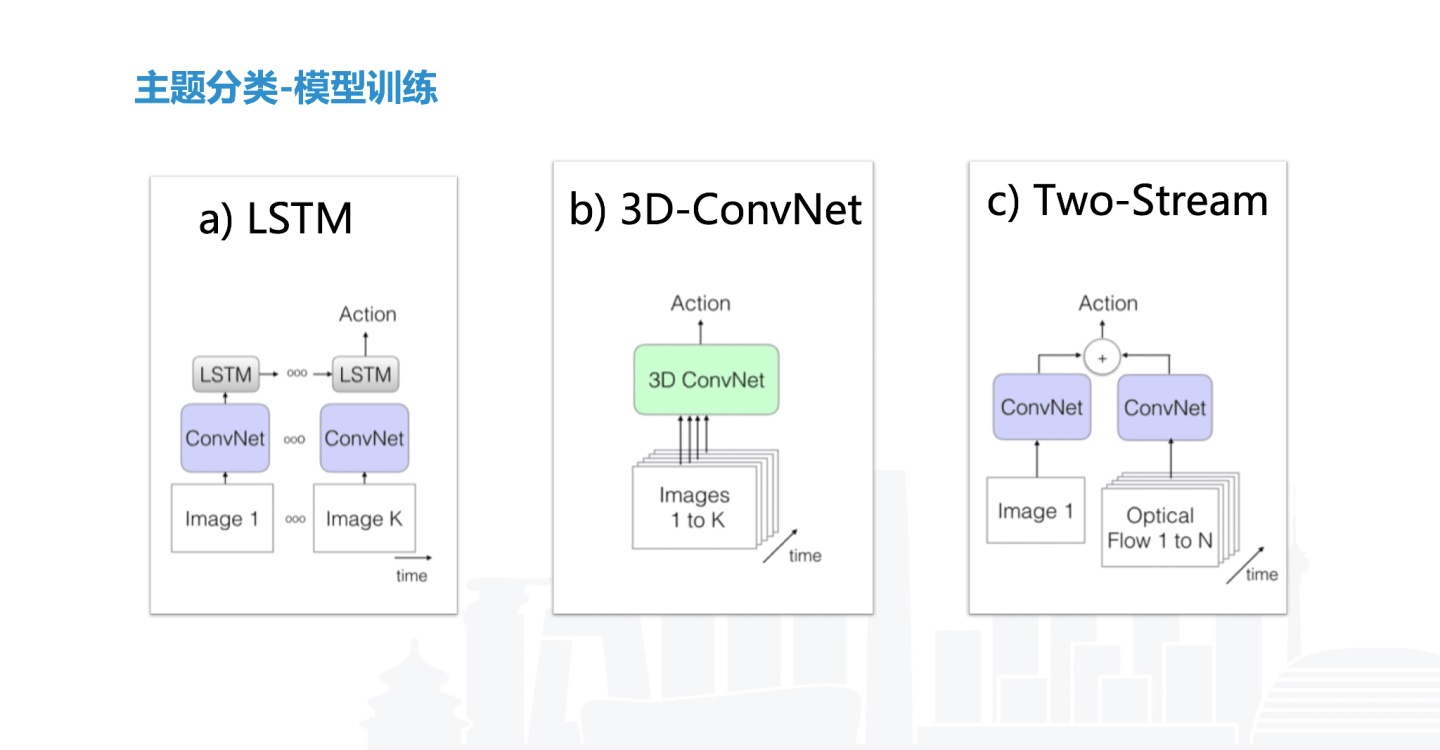 主题分类-模型训练
a) LSTM
Action
LSTM ooo LSTM
ConvNet ooo ConvNet
Image 1 ooo Image K
time
b) 3D-ConvNet
Action
3D ConvNet
Images
1 to K
time
c) Two-Stream
Action
+
ConvNet ConvNet
Image 1
Optical
Flow 1 to N
time